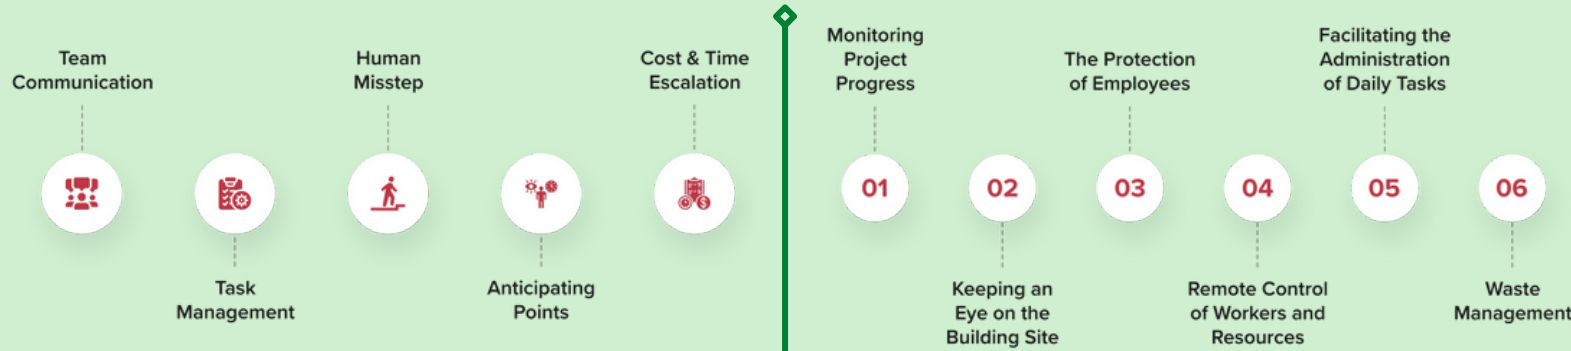 Team
Communication
Task
Management
Human
Misstep
Anticipating
Points
Cost & Time
Escalation
Monitoring
Project
Progress
01
02
Keeping an
Eye on the
Building Site
The Protection
of Employees
03
04
Remote Control
of Workers and
Resources
Facilitating the
Administration
of Daily Tasks
05
06
Waste
Management